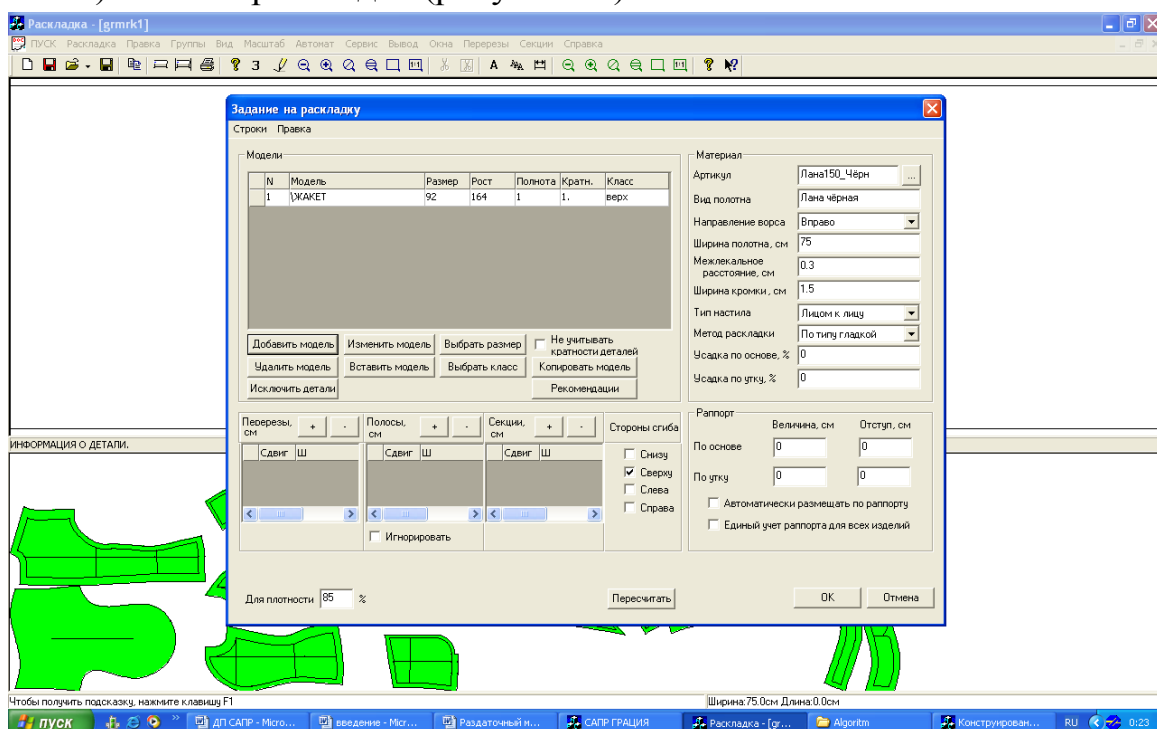 Раскладка - [grmrk1]
ПУСК Раскладка Правка Группы Вид Масштаб Автомат Сервис Вывод Окна Перерезы Секции Справка
Задание на раскладку
Строки Правка
Модели
N Модель Размер Рост Полнота Кратн. Класс
1 \ЖАКЕТ 92 164 1 1. верх
Добавить модель Изменить модель Выбрать размер Не учитывать кратности деталей
Удалить модель Вставить модель Выбрать класс Копировать модель
Исключить детали Рекомендации
Материал
Артикул Лана150_Чёрн ...
Вид полотна Лана чёрная
Направление ворса Вправо
Ширина полотна, см 75
Межлекальное расстояние, см 0.3
Ширина кромки, см 1.5
Тип настила Лицом к лицу
Метод раскладки По типу гладкой
Усадка по основе, % 0
Усадка по утку, % 0
Перерезы, см + - Полосы, см + - Секции, см + - Стороны сгиба
Сдвиг Ш Сдвиг Ш Сдвиг Ш
Снизу
Сверху
Слева
Справа
Игнорировать
Раппорт
Величина, см Отступ, см
По основе 0 0
По утку 0 0
Автоматически размещать по раппорту
Единый учет раппорта для всех изделий
Для плотности 85 %
Пересчитать OK Отмена
ИНФОРМАЦИЯ О ДЕТАЛИ.
Чтобы получить подсказку, нажмите клавишу F1 Ширина:75.0см Длина:0.0см
пуск ДП САПР - Micro... введение - Micr... Раздаточный м... САПР ГРАЦИЯ Раскладка - [gr... Algoritm Конструирован... RU 0:23